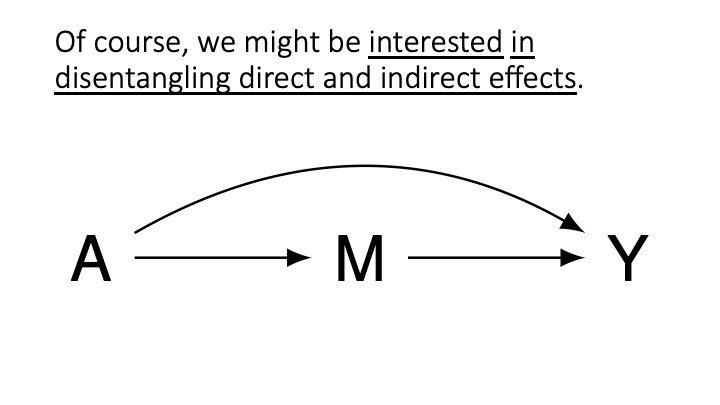 Of course, we might be interested in
disentangling direct and indirect effects.
A M Y